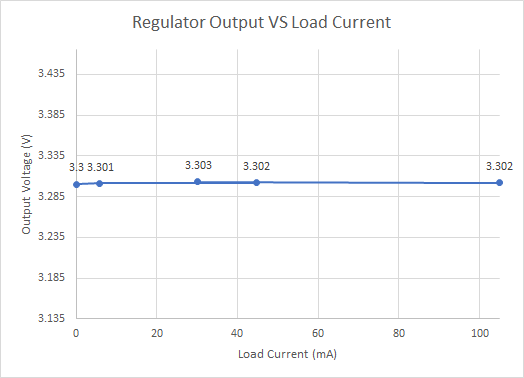 Regulator Output VS Load Current
Output Voltage (V)
3.435
3.385
3.335
3.285
3.235
3.185
3.135
3.3 3.301 3.303 3.302 3.302
0 20 40 60 80 100
Load Current (mA)